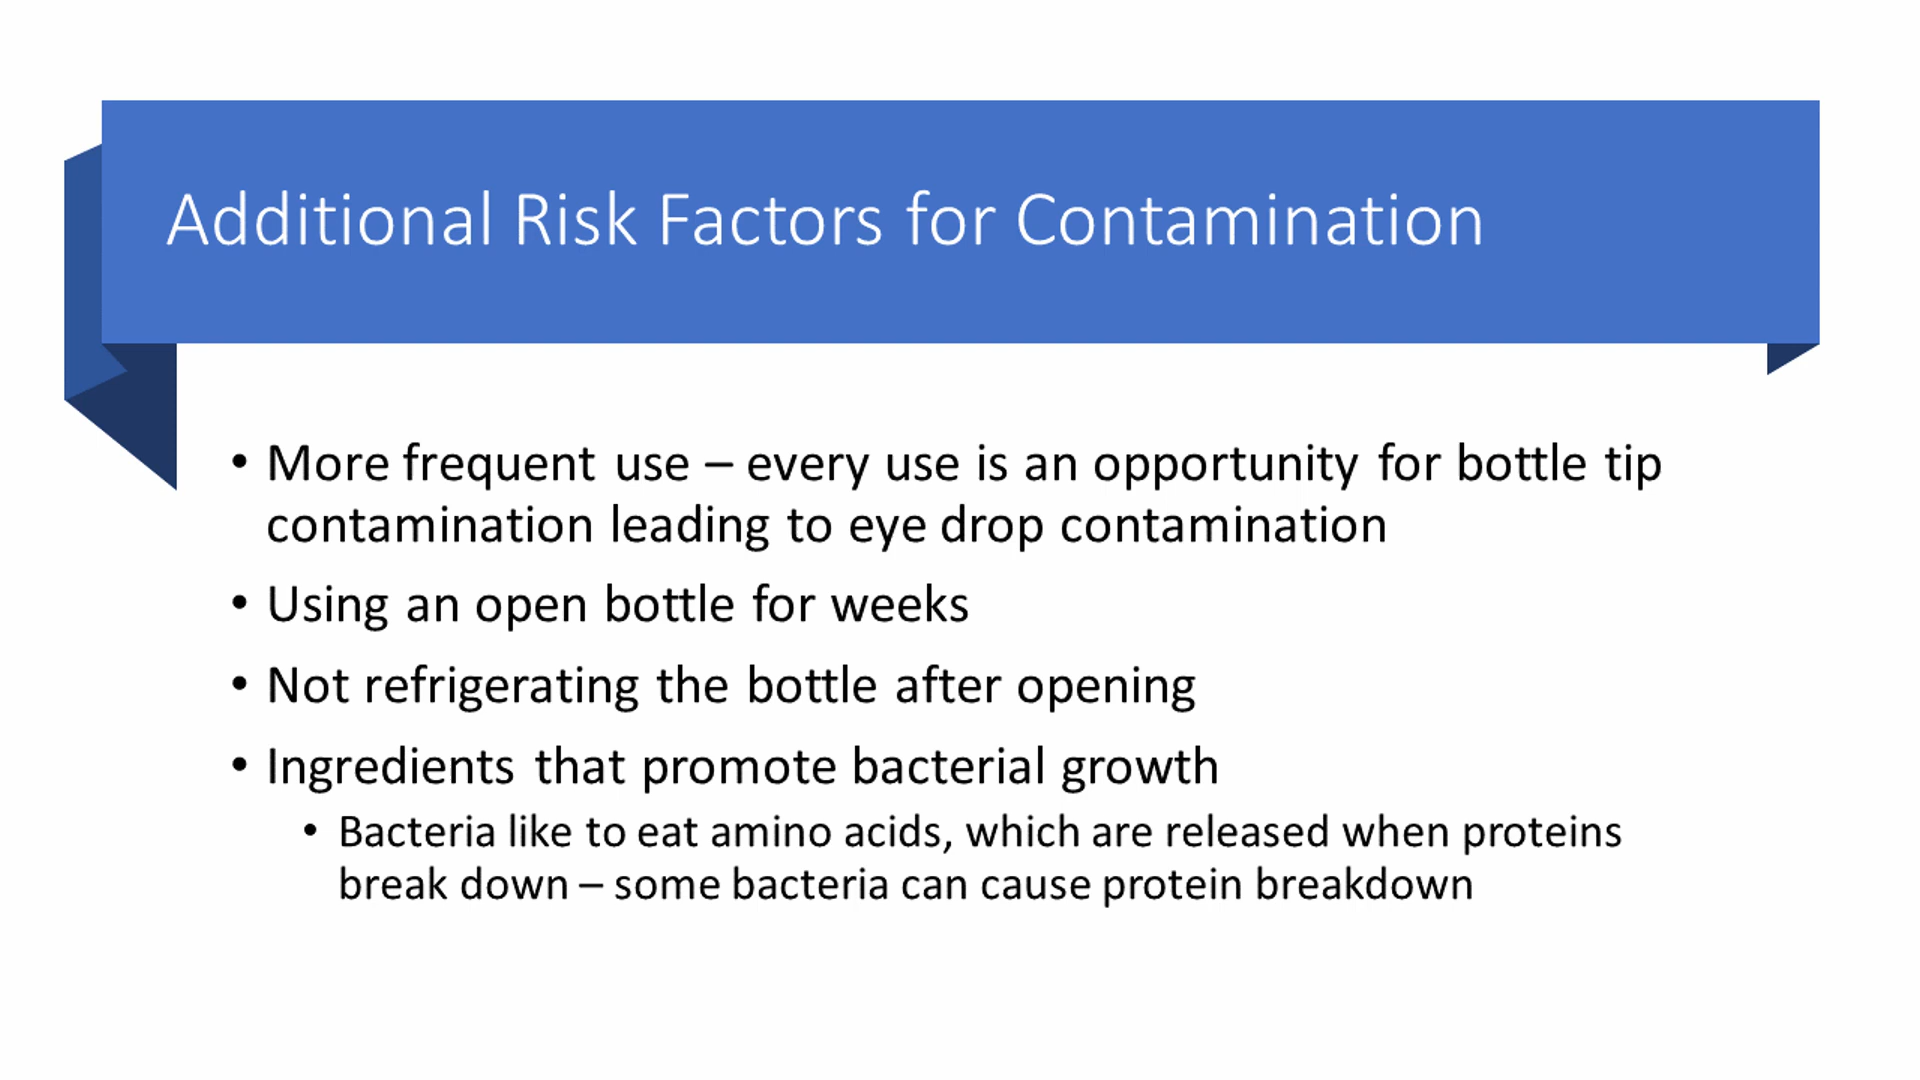 Additional Risk Factors for Contamination
• More frequent use – every use is an opportunity for bottle tip
contamination leading to eye drop contamination
• Using an open bottle for weeks
• Not refrigerating the bottle after opening
• Ingredients that promote bacterial growth
• Bacteria like to eat amino acids, which are released when proteins
break down – some bacteria can cause protein breakdown